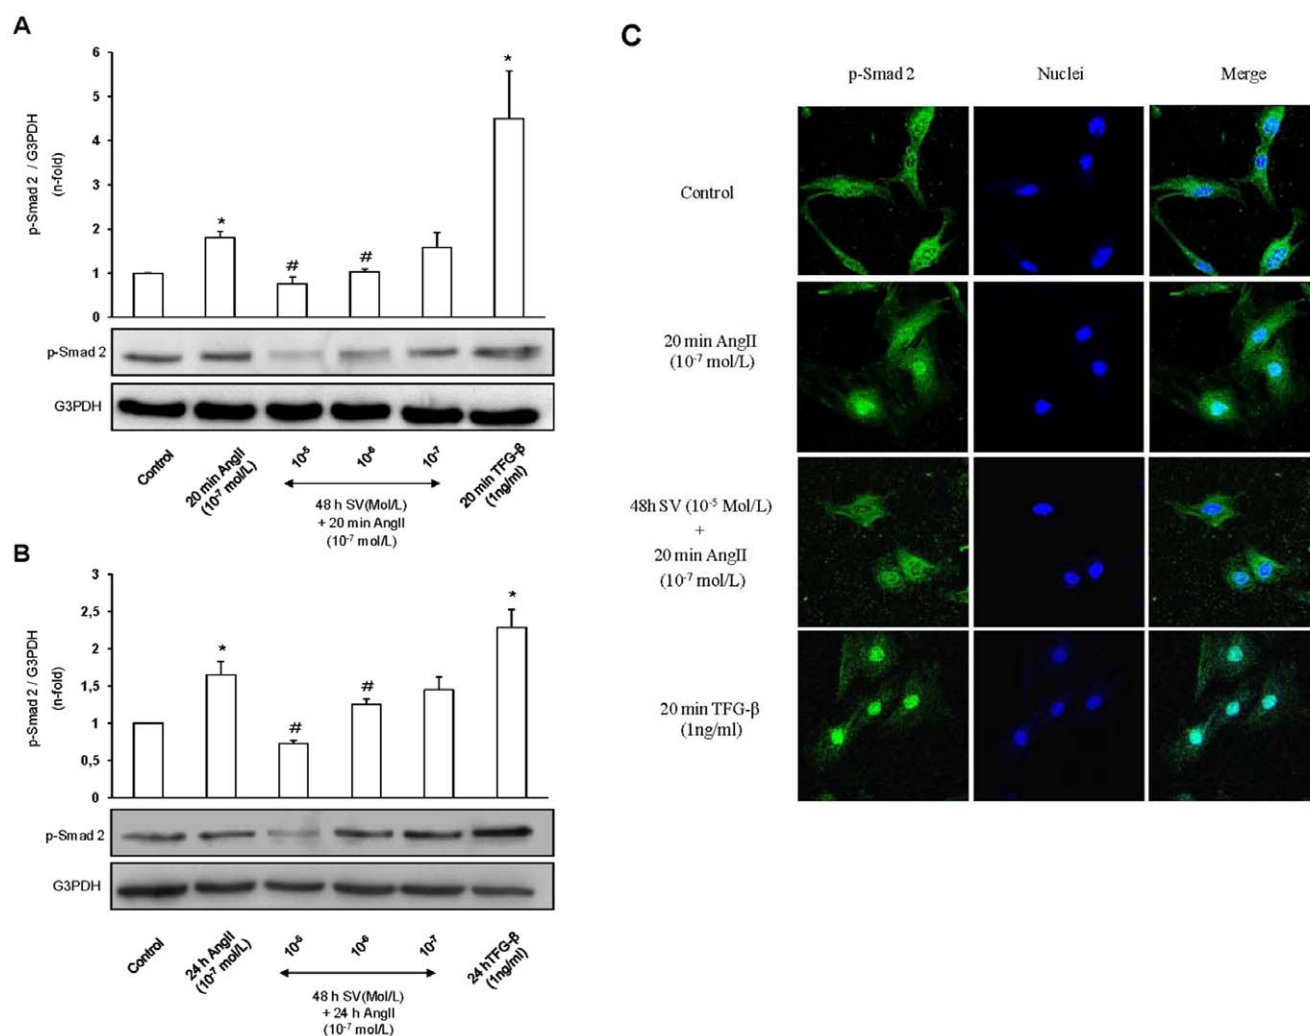 A
6
5
4
3
2
1
0
p-Smad 2 / G3PDH
(n-fold)
*
#
#
*
p-Smad 2
G3PDH
Control
20 min AngII
(10-7 mol/L)
10-5
10-6
10-7
20 min TFG-β
(1ng/ml)
48 h SV(Mol/L)
+ 20 min AngII
(10-7 mol/L)
B
3
2,5
2
1,5
1
0,5
0
p-Smad 2 / G3PDH
(n-fold)
*
#
#
*
p-Smad 2
G3PDH
Control
24 h AngII
(10-7 mol/L)
10-5
10-6
10-7
24 hTFG-β
(1ng/ml)
48 h SV(Mol/L)
+ 24 h AngII
(10-7 mol/L)
C
p-Smad 2
Nuclei
Merge
Control
20 min AngII
(10-7 mol/L)
48h SV (10-5 Mol/L)
+
20 min AngII
(10-7 mol/L)
20 min TFG-β
(1ng/ml)